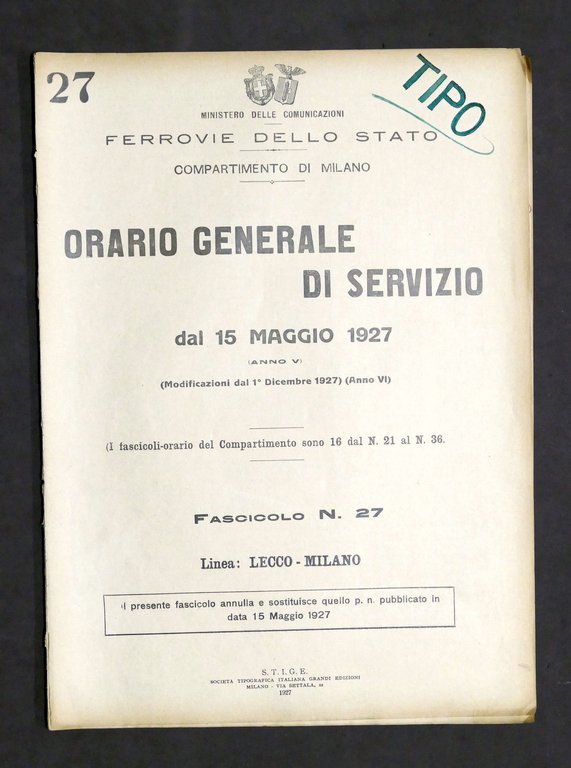 27
TIPO
MINISTERO DELLE COMUNICAZIONI
FERROVIE DELLO STATO
COMPARTIMENTO DI MILANO
ORARIO GENERALE
DI SERVIZIO
dal 15 MAGGIO 1927
(ANNO V)
(Modificazioni dal 1° Dicembre 1927) (Anno VI)
(I fascicoli-orario del Compartimento sono 16 dal N. 21 al N. 36.
FASCICOLO N. 27
Linea: LECCO - MILANO
Il presente fascicolo annulla e sostituisce quello p. n. pubblicato in
data 15 Maggio 1927
S. T. I. G. E.
SOCIETÀ TIPOGRAFICA ITALIANA GRANDI EDIZIONI
MILANO - VIA SETTALA, 22
1927